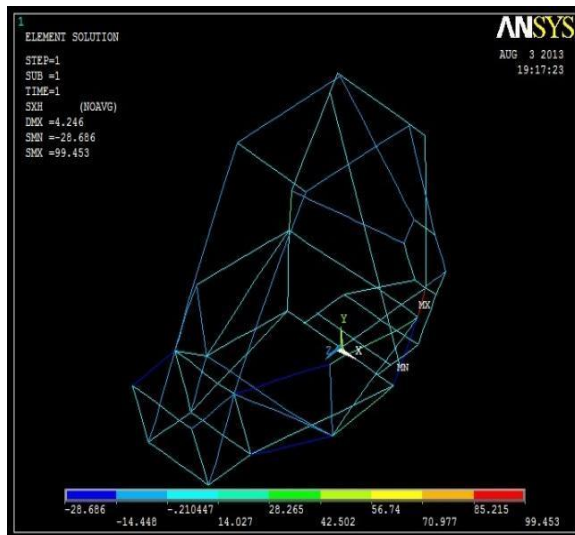 1
ELEMENT SOLUTION
STEP=1
SUB =1
TIME=1
SXH (NOAVG)
DMX =4.246
SMN =-28.686
SMX =99.453
ANSYS
AUG 3 2013
19:17:23
MX
Y
Z X
MN
-28.686 -.210447 28.265 56.74 85.215
-14.448 14.027 42.502 70.977 99.453